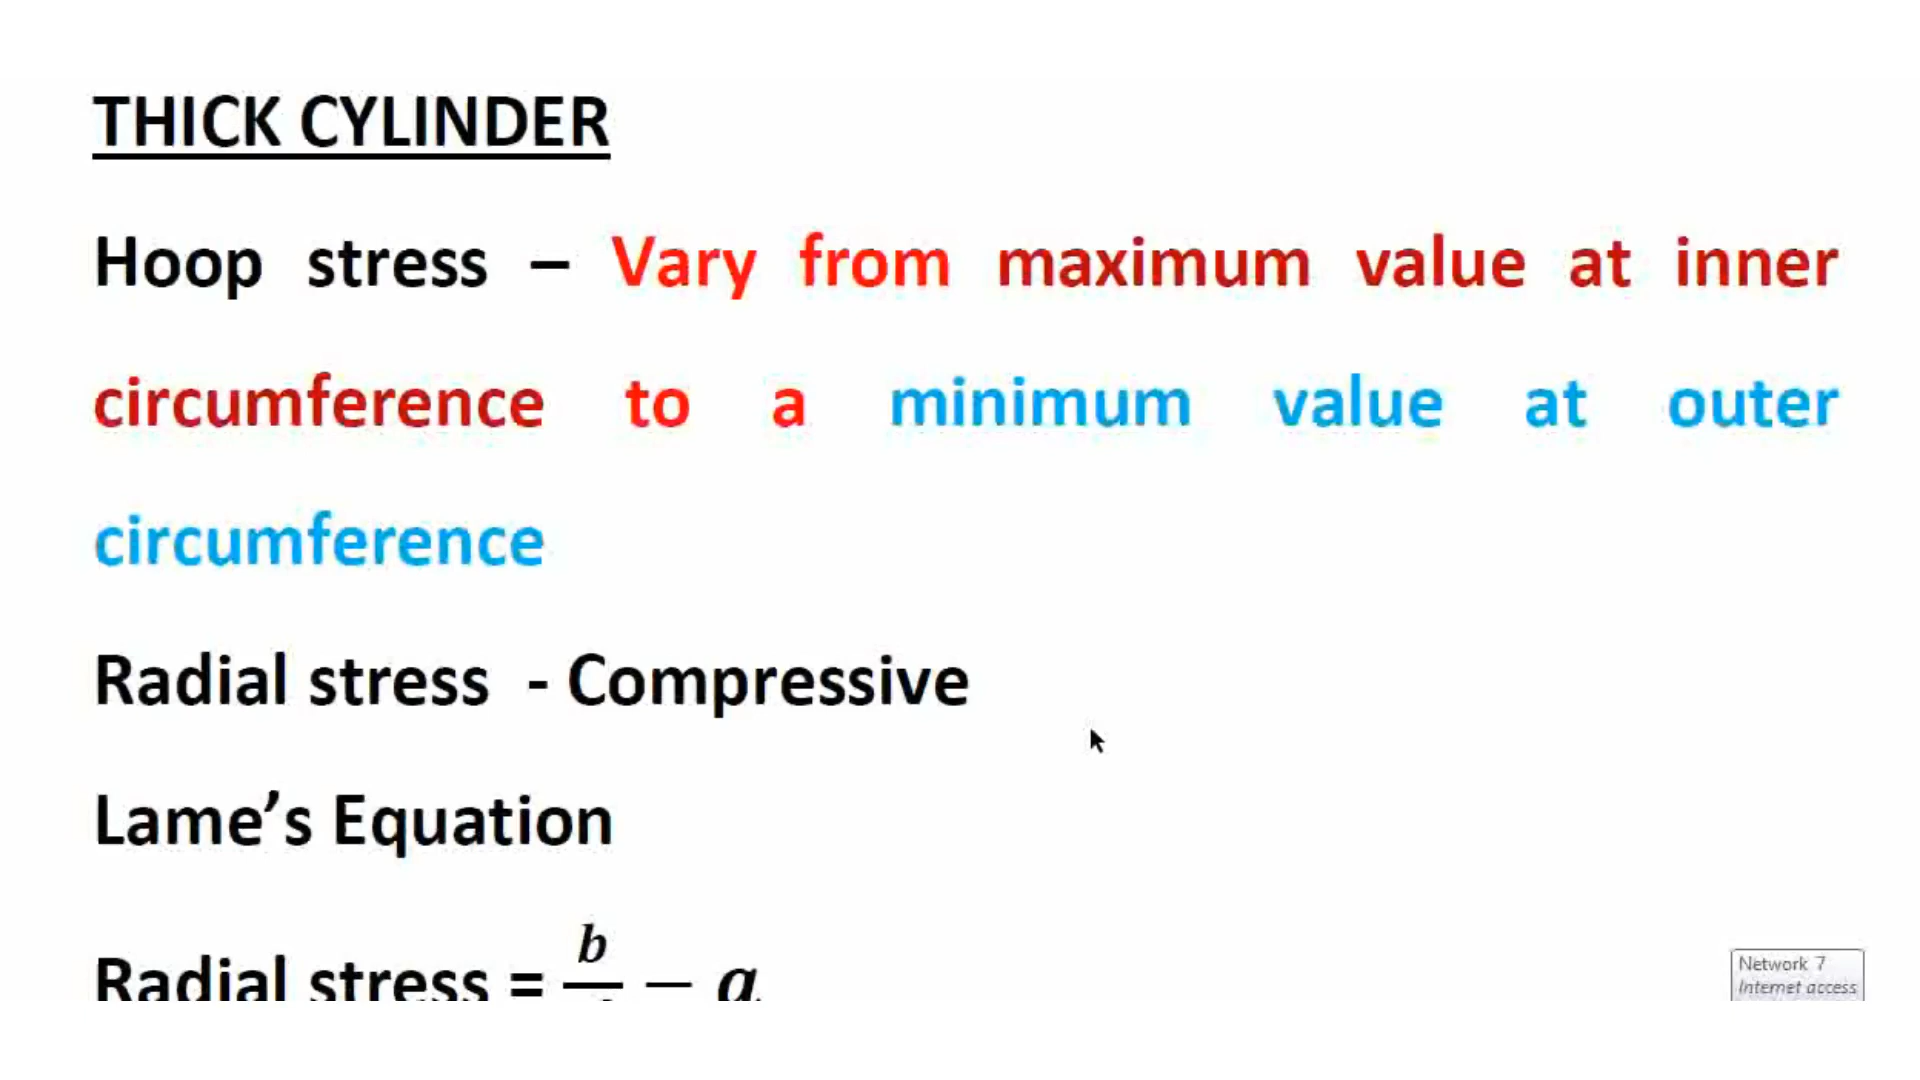 THICK CYLINDER
Hoop stress – Vary from maximum value at inner
circumference to a minimum value at outer
circumference
Radial stress - Compressive
Lame’s Equation
Radial stress = b/ − a
Network 7
Internet access